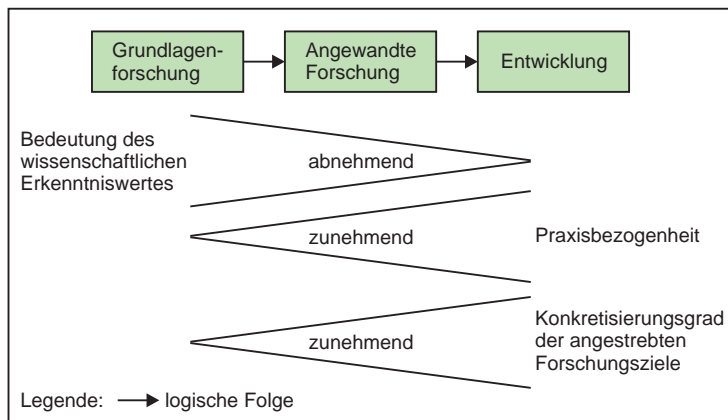 Grundlagen-
forschung
Angewandte
Forschung
Entwicklung
Bedeutung des
wissenschaftlichen
Erkenntniswertes
abnehmend
zunehmend
Praxisbezogenheit
zunehmend
Konkretisierungsgrad
der angestrebten
Forschungsziele
Legende: → logische Folge